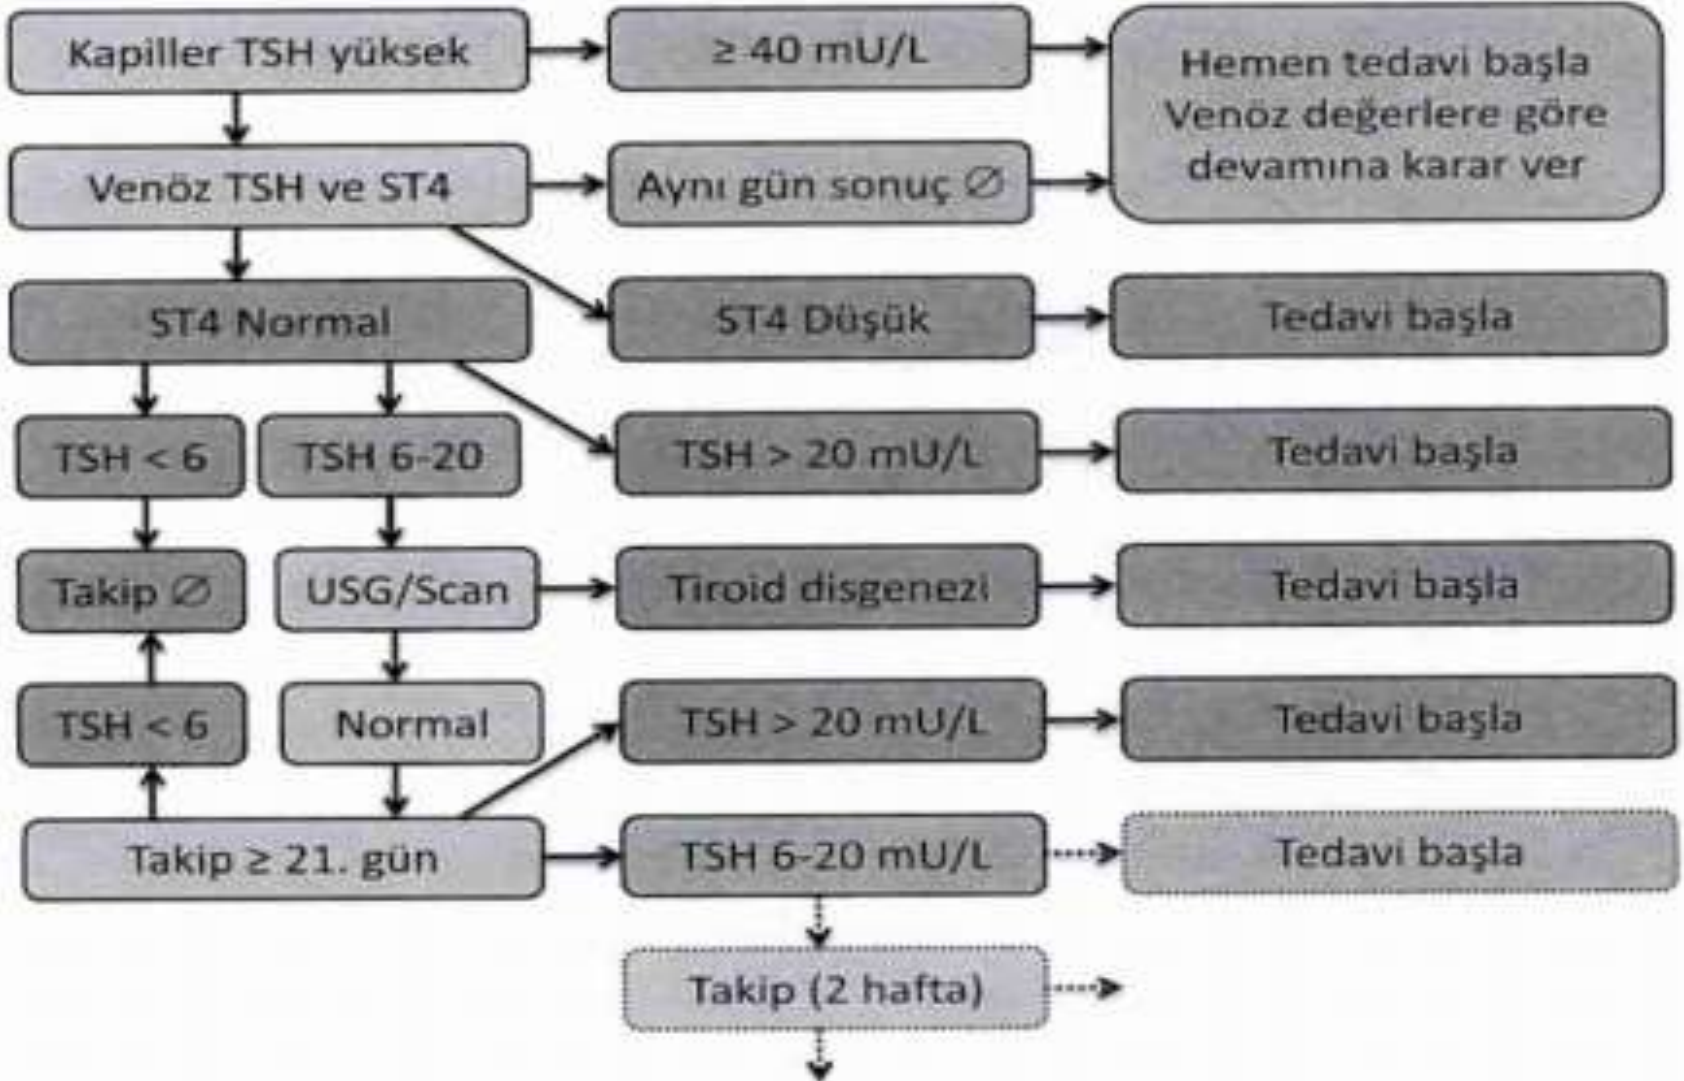 Kapiller TSH yüksek
≥ 40 mU/L
Hemen tedavi başla
Venöz değerlere göre
devamına karar ver
Venöz TSH ve ST4
Aynı gün sonuç ∅
ST4 Normal
ST4 Düşük
Tedavi başla
TSH < 6
TSH 6-20
TSH > 20 mU/L
Tedavi başla
Takip ∅
USG/Scan
Tiroid disgenezi
Tedavi başla
TSH < 6
Normal
TSH > 20 mU/L
Tedavi başla
Takip ≥ 21. gün
TSH 6-20 mU/L
Tedavi başla
Takip (2 hafta)